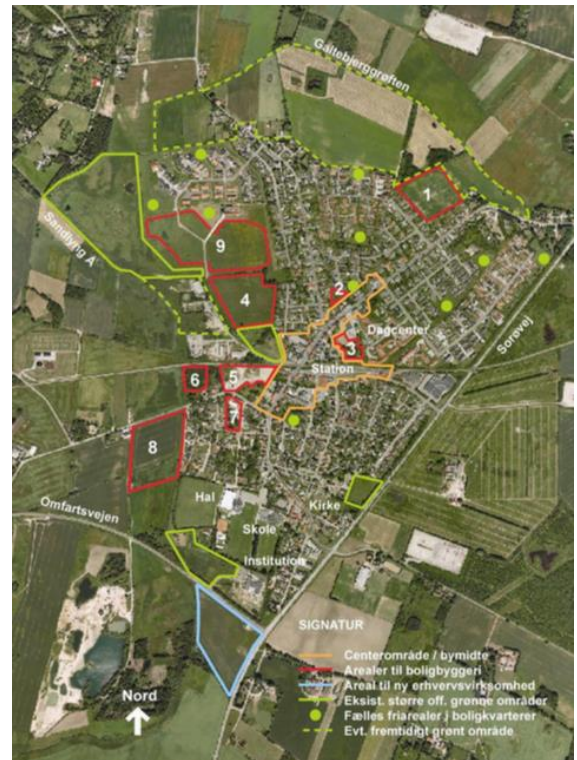 Gallebjerggrøften
1
Sandlyng Å
9
4
2
Dagcenter
3
Sorøvej
Station
5
6
7
8
Hal
Kirke
Omfartsvejen
Skole
Institution
SIGNATUR
Centerområde / bymidte
Arealer til boligbyggeri
Areal til ny erhvervsvirksomhed
Eksist. større off. grønne områder
Fælles friarealer i boligkvarterer
Evt. fremtidigt grønt område
Nord